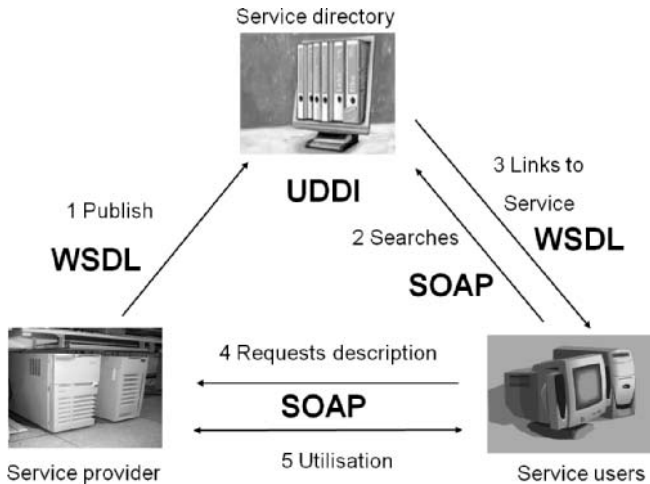 Service directory
UDDI
1 Publish
WSDL
3 Links to
Service
WSDL
2 Searches
SOAP
4 Requests description
SOAP
5 Utilisation
Service provider
Service users